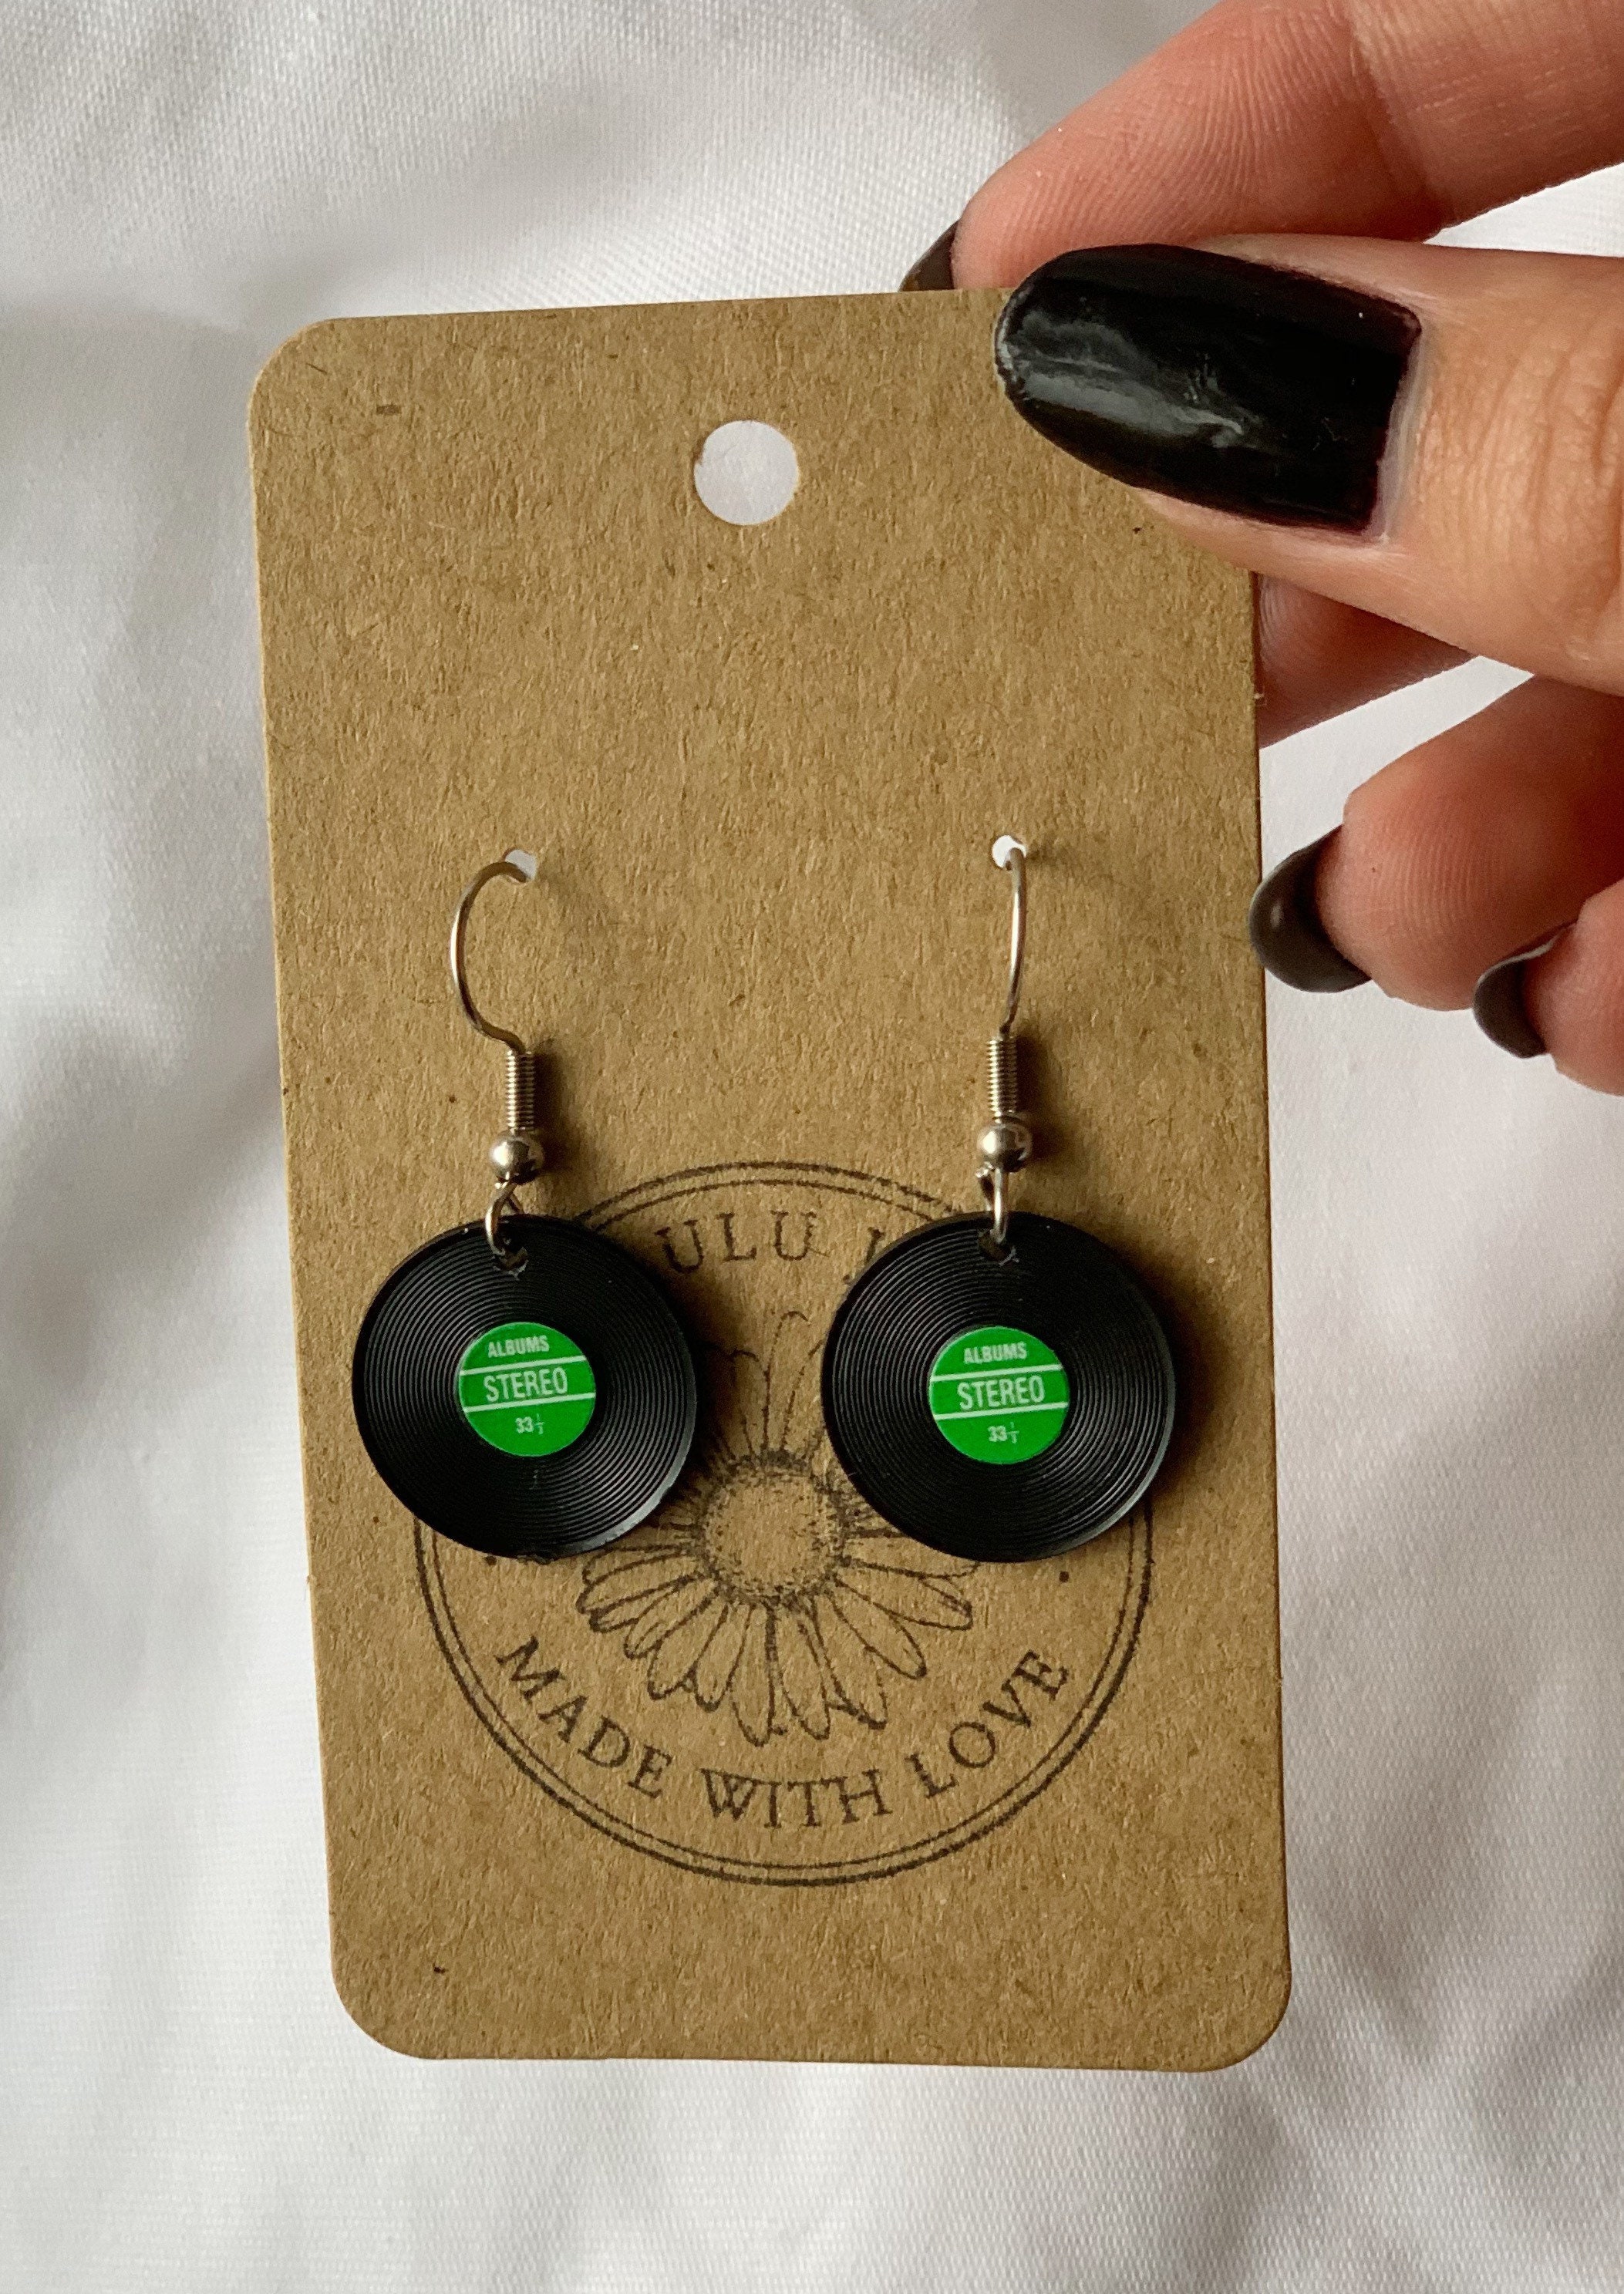 ALBUMS
STEREO
33⅓
ALBUMS
STEREO
33⅓
MADE WITH LOVE